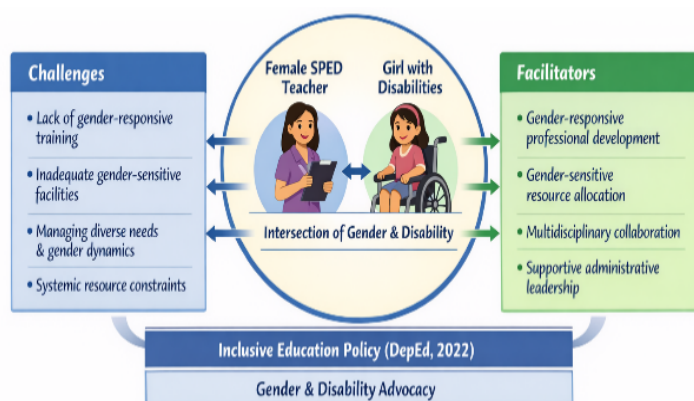 Challenges
• Lack of gender-responsive
training
• Inadequate gender-sensitive
facilities
• Managing diverse needs
& gender dynamics
• Systemic resource constraints
Female SPED
Teacher
Girl with
Disabilities
Intersection of Gender & Disability
Facilitators
• Gender-responsive
professional development
• Gender-sensitive
resource allocation
• Multidisciplinary collaboration
• Supportive administrative
leadership
Inclusive Education Policy (DepEd, 2022)
Gender & Disability Advocacy